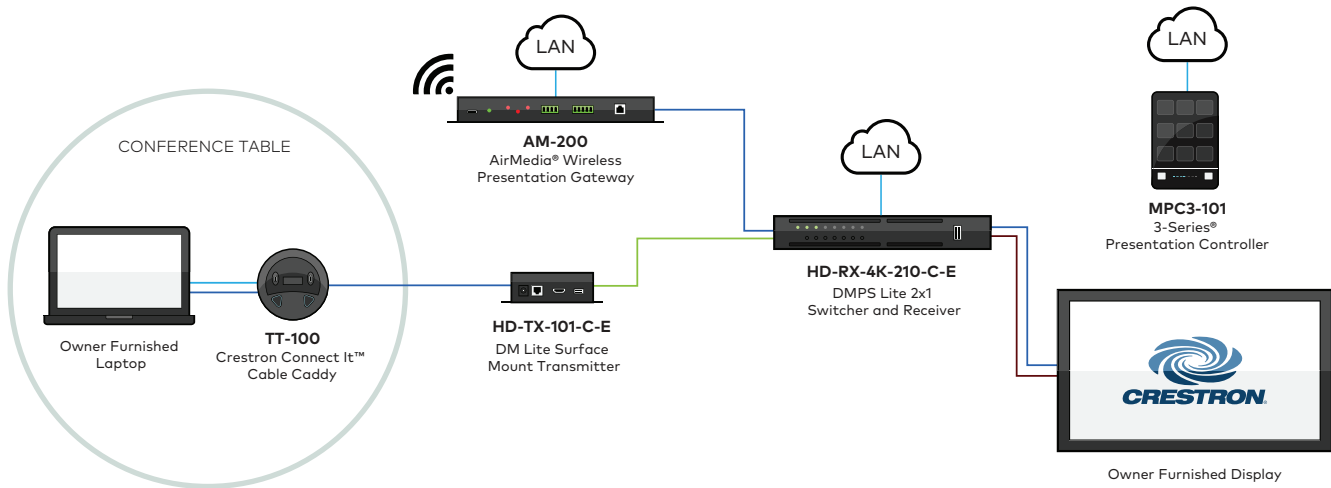 LAN
AM-200
AirMedia® Wireless
Presentation Gateway
LAN
MPC3-101
3-Series®
Presentation Controller
CONFERENCE TABLE
LAN
HD-RX-4K-210-C-E
DMPS Lite 2x1
Switcher and Receiver
Owner Furnished
Laptop
TT-100
Crestron Connect It™
Cable Caddy
HD-TX-101-C-E
DM Lite Surface
Mount Transmitter
CRESTRON.
Owner Furnished Display